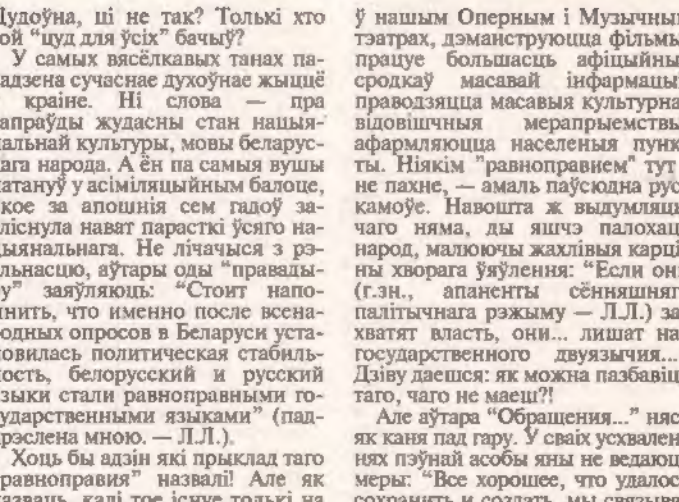 Цудоўна, ці не так? Толькі хто
ой “цуд для ўсіх” бачыў?
У самых вясёлкавых танах па-
адзена сучаснае духоўнае жыццё
краіне. Ні слова — пра
апраўды жудасны стан нацыя-
альнай культуры, мовы беларус-
ага народа. А ён па самыя вушы
атануў у асіміляцыйным балоце,
кое за апошнія сем гадоў за-
ліснула нават парасткі ўсяго на-
ыянальнага. Не лічачыся з рэ-
льнасцю, аўтары оды “правады-
у” заяўляюць: “Стоит напо-
нить, что именно после всена-
одных опросов в Беларуси уста-
овилась политическая стабиль-
ость, белорусский и русский
зыки стали равноправными го-
ударственными языками” (пад-
рэслена мною. — Л.Л.).
Хоць бы адзін які прыклад таго
равноправия” назвалі! Але як
азваць, калі тое існуе толькі на
ў нашым Оперным і Музычны
тэатрах, дэманструюцца фільмы
працуе большасць афіцыйны
сродкаў масавай інфармацы
праводзяцца масавыя культурна
відовішчныя мерапрыемствы
афармляюцца населеныя пунк
ты. Ніякім "равноправием" тут
не пахне, — амаль паўсюдна рус
камоўе. Навошта ж выдумляць
чаго няма, ды яшчэ палохац
народ, малюючы жахлівыя карці
ны хворага ўяўлення: “Если он
(г.зн., апаненты сённяшняг
палітычнага рэжыму — Л.Л.) за
хватят власть, они... лишат на
государственного двуязычия...
Дзіву даешся: як можна пазбавіц
таго, чаго не маеш?!
Але аўтара “Обращения...” няс
як каня пад гару. У сваіх усхвален
нях пэўнай асобы яны не ведаюц
меры: “Все хорошее, что удалос
сохранить и создать, мы связыва